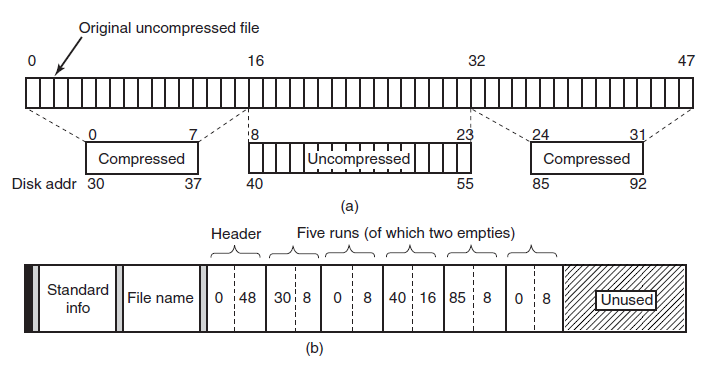 Original uncompressed file
0 16 32 47
0 7 8 23 24 31
Compressed Uncompressed Compressed
Disk addr 30 37 40 55 85 92
(a)
Header Five runs (of which two empties)
Standard info File name 0 48 30 8 0 8 40 16 85 8 0 8 Unused
(b)